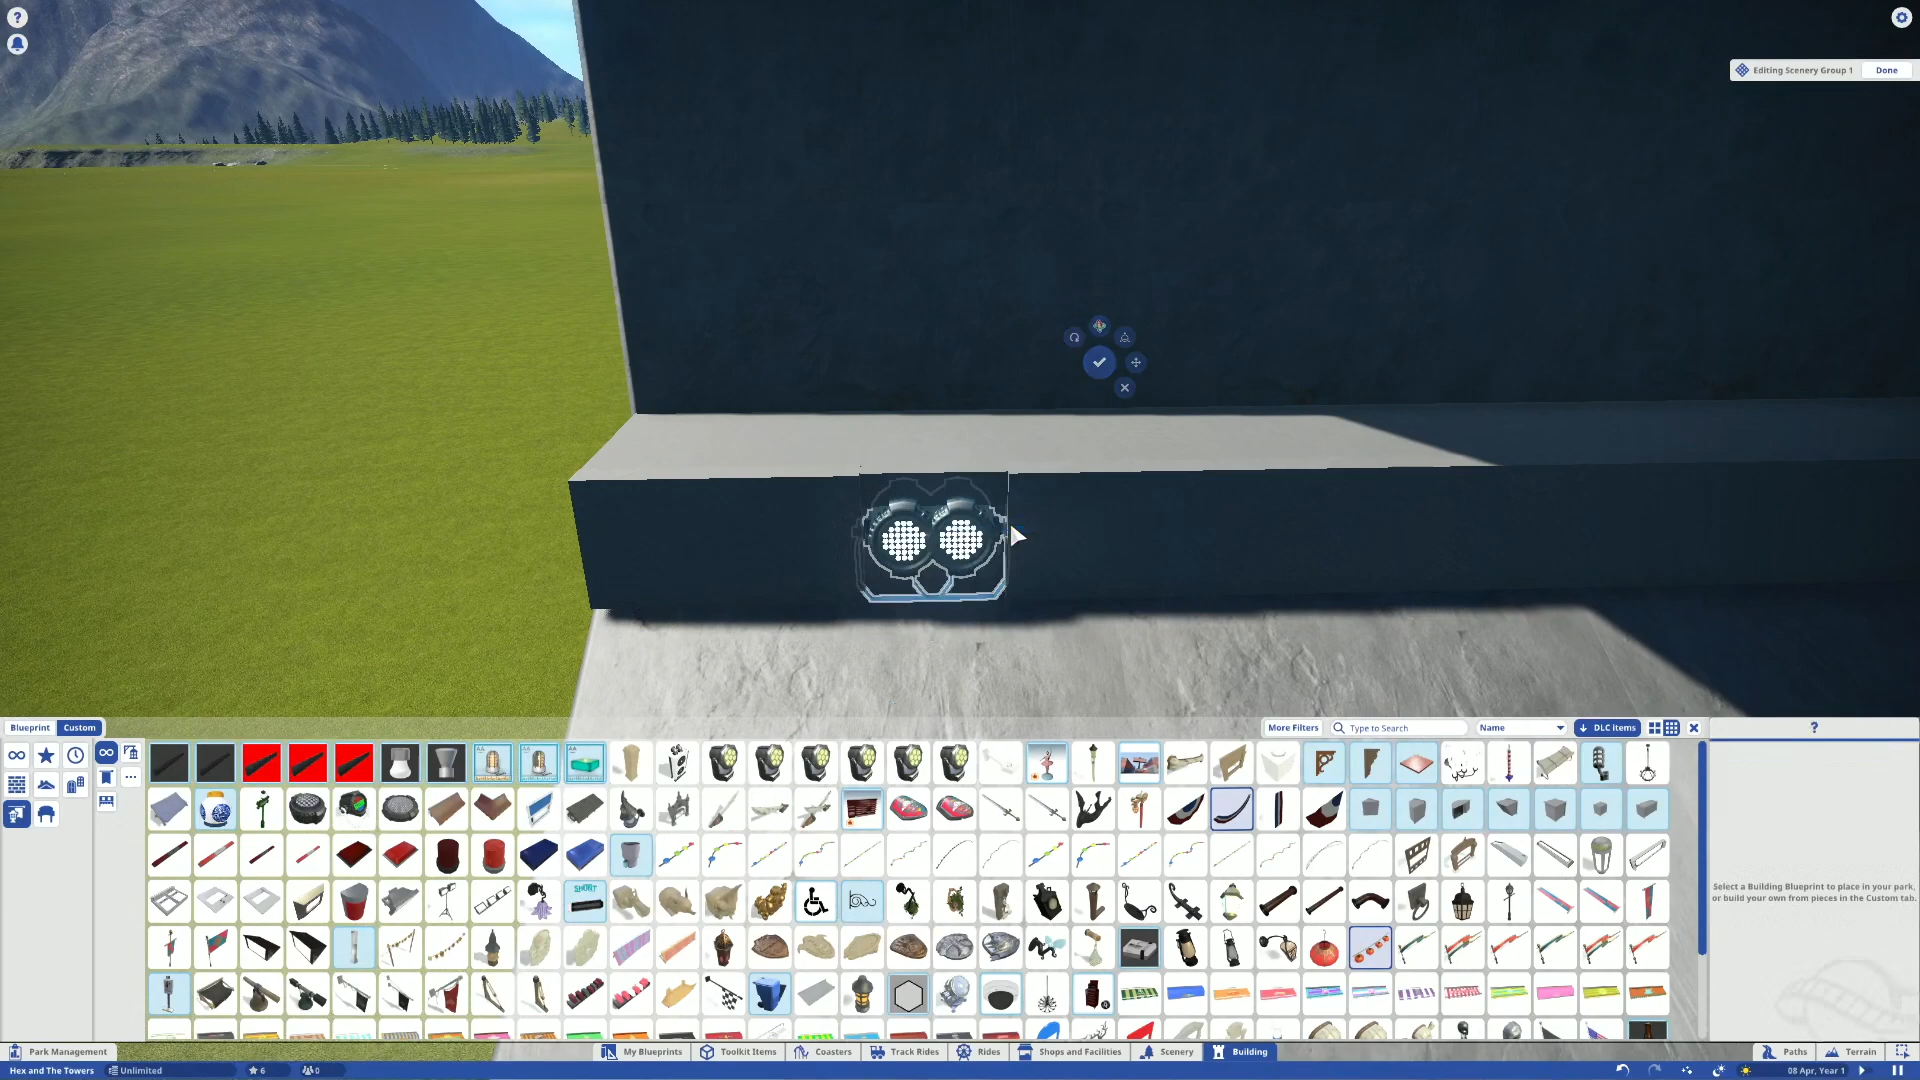 ?
Editing Scenery Group 1 Done
Blueprint Custom
More Filters Type to Search Name DLC items
?
SHUNT
Select a Building Blueprint to place in your park,
or build your own from pieces in the Custom tab.
Park Management
My Blueprints Toolkit Items Coasters Track Rides Rides Shops and Facilities Scenery Building
Paths Terrain
Hex and The Towers Unlimited 6 0
08 Apr, Year 1